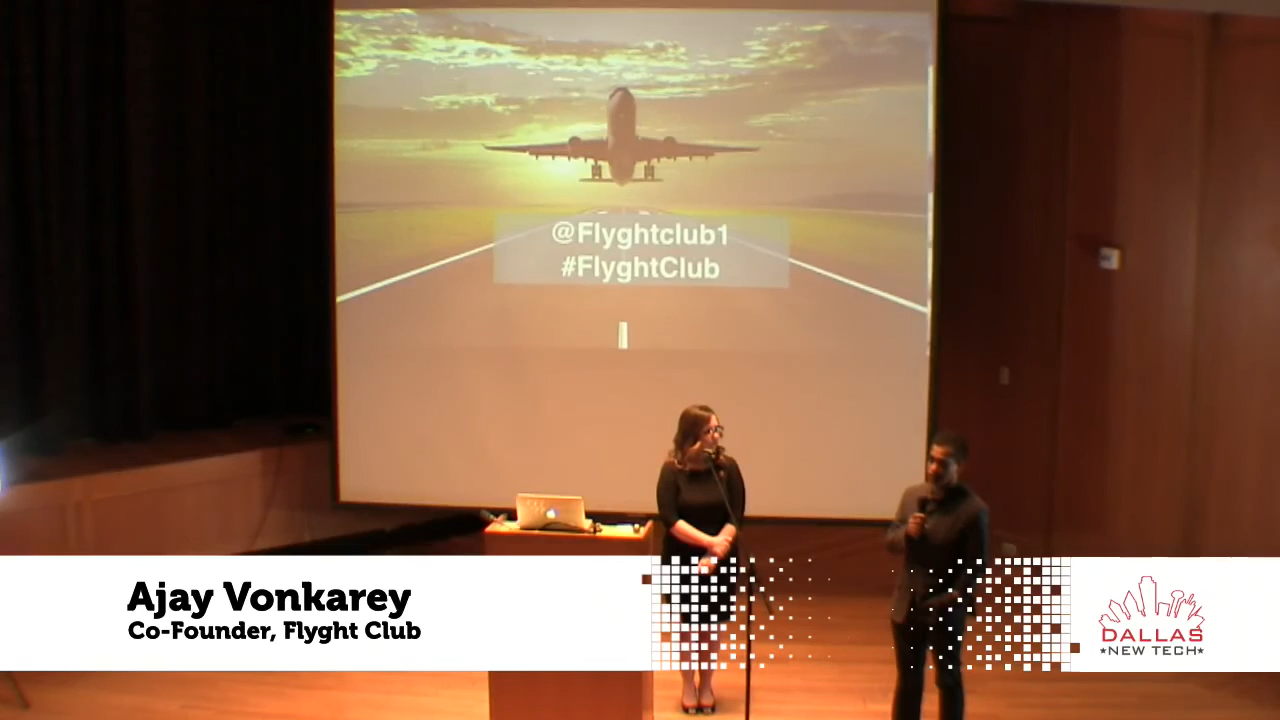 @Flyghtclub1
#FlyghtClub
Ajay Vonkarey
Co-Founder, Flyght Club
DALLAS
★NEW TECH★